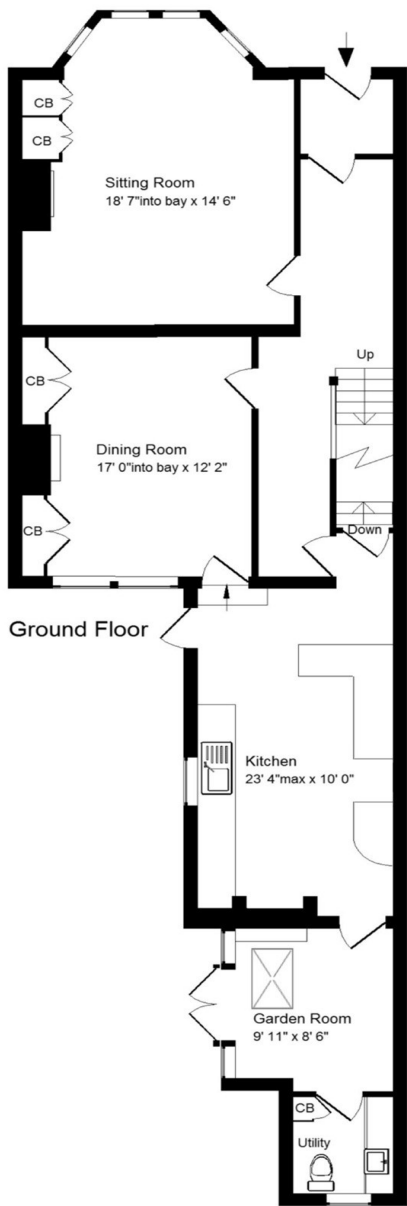 CB
CB
Sitting Room
18' 7"into bay x 14' 6"
Up
CB
Dining Room
17' 0"into bay x 12' 2"
CB
Down
Ground Floor
Kitchen
23' 4"max x 10' 0"
Garden Room
9' 11" x 8' 6"
CB
Utility